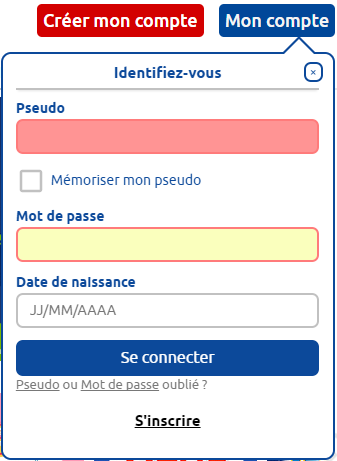 Créer mon compte Mon compte
Identifiez-vous ×
Pseudo
Mémoriser mon pseudo
Mot de passe
Date de naissance
JJ/MM/AAAA
Se connecter
Pseudo ou Mot de passe oublié ?
S'inscrire